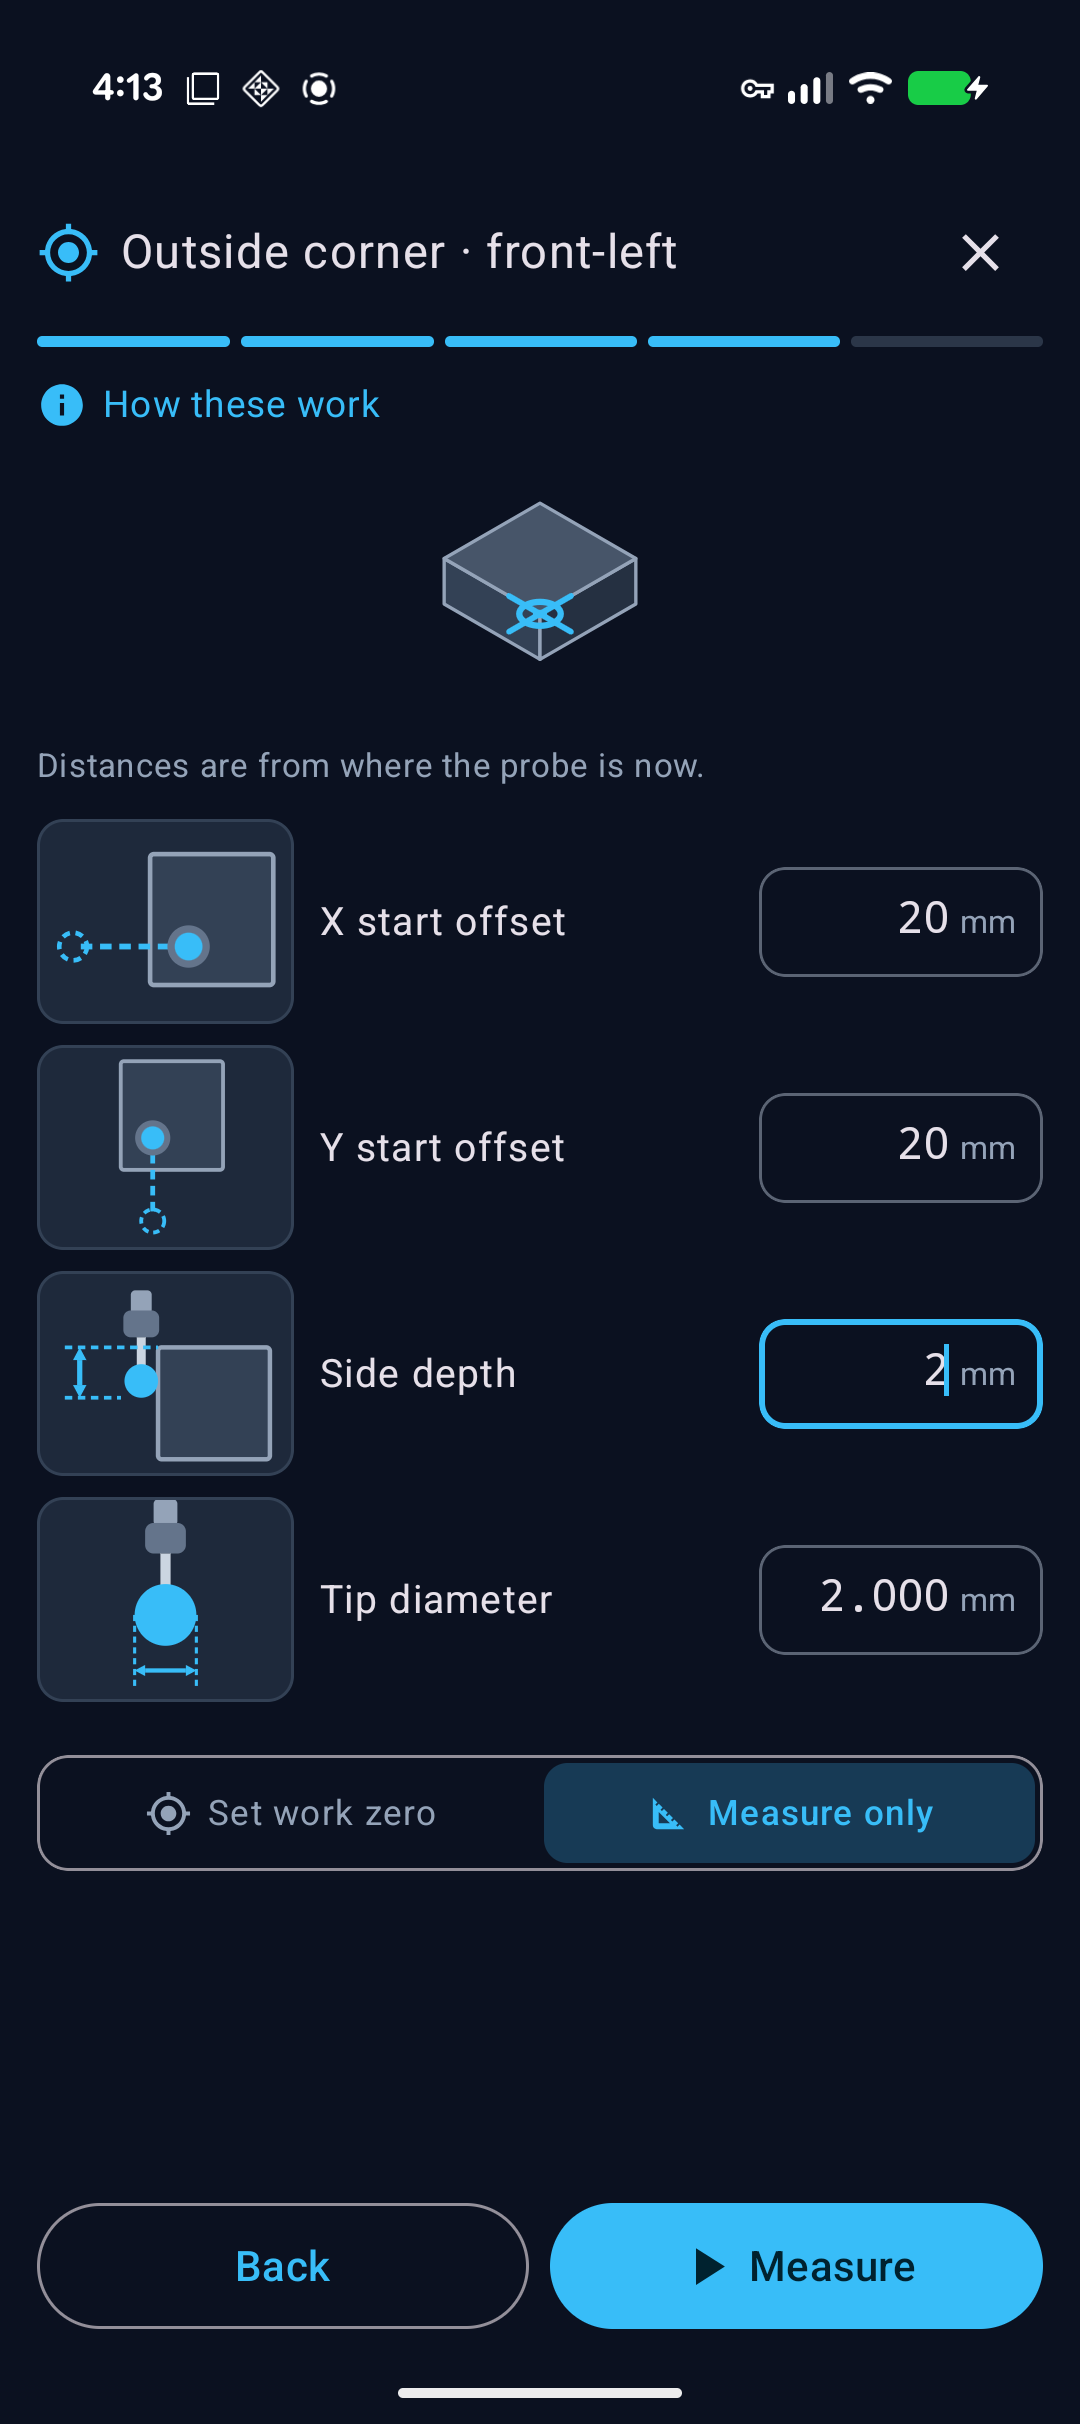 4:13
Outside corner · front-left
How these work
Distances are from where the probe is now.
X start offset
20 mm
Y start offset
20 mm
Side depth
2 mm
Tip diameter
2.000 mm
Set work zero
Measure only
Back
Measure